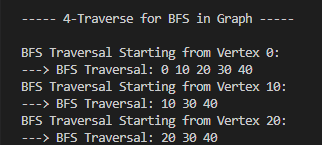 ----- 4-Traverse for BFS in Graph -----
BFS Traversal Starting from Vertex 0:
---> BFS Traversal: 0 10 20 30 40
BFS Traversal Starting from Vertex 10:
---> BFS Traversal: 10 30 40
BFS Traversal Starting from Vertex 20:
---> BFS Traversal: 20 30 40